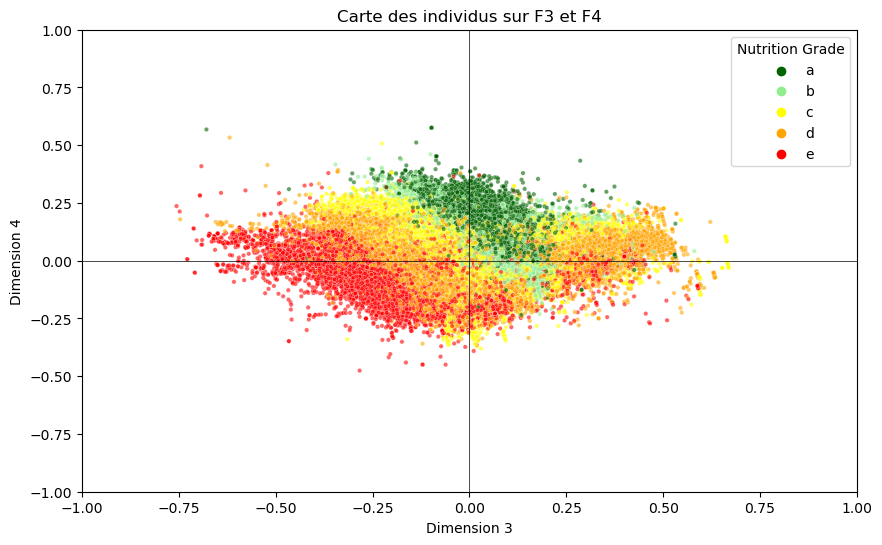 Carte des individus sur F3 et F4
Nutrition Grade
a
b
c
d
e
Dimension 4
1.00
0.75
0.50
0.25
0.00
−0.25
−0.50
−0.75
−1.00
−1.00
−0.75
−0.50
−0.25
0.00
0.25
0.50
0.75
1.00
Dimension 3